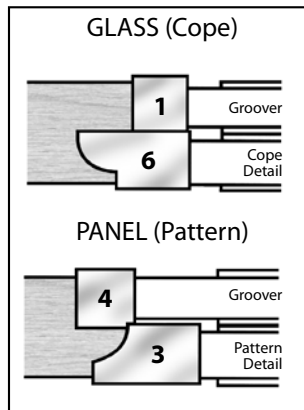 GLASS (Cope)
1
Groover
6
Cope
Detail
PANEL (Pattern)
4
Groover
3
Pattern
Detail